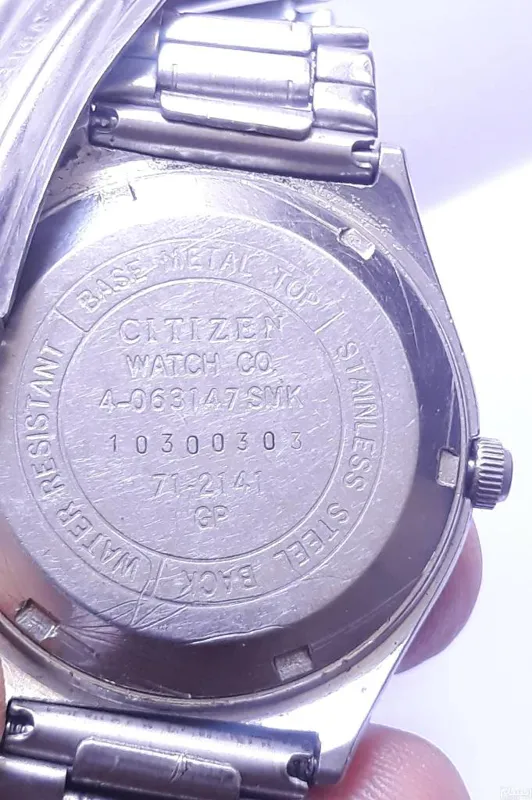 BASE METAL TOP
STAINLESS STEEL BACK
WATER RESISTANT
CITIZEN
WATCH CO.
4-063147 SMK
10300303
71-2141
GP